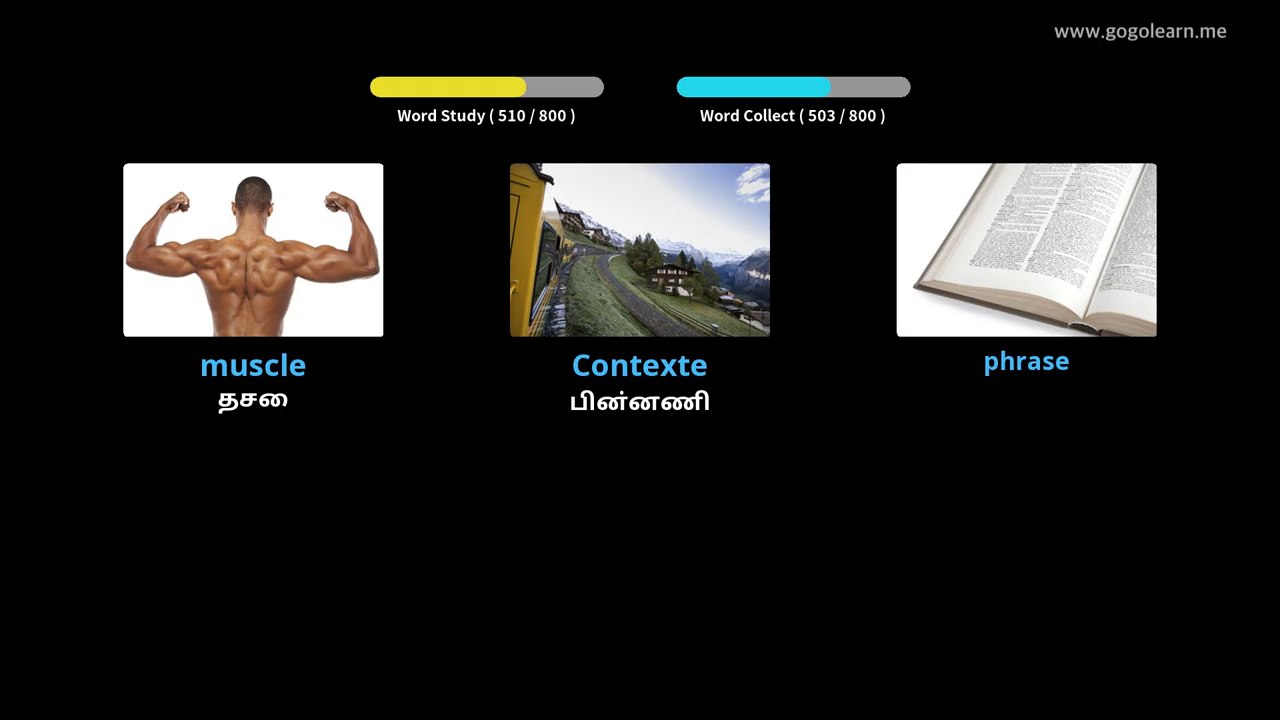 www.gogolearn.me
Word Study ( 510 / 800 )
Word Collect ( 503 / 800 )
muscle
தசை
Contexte
பின்னணி
phrase